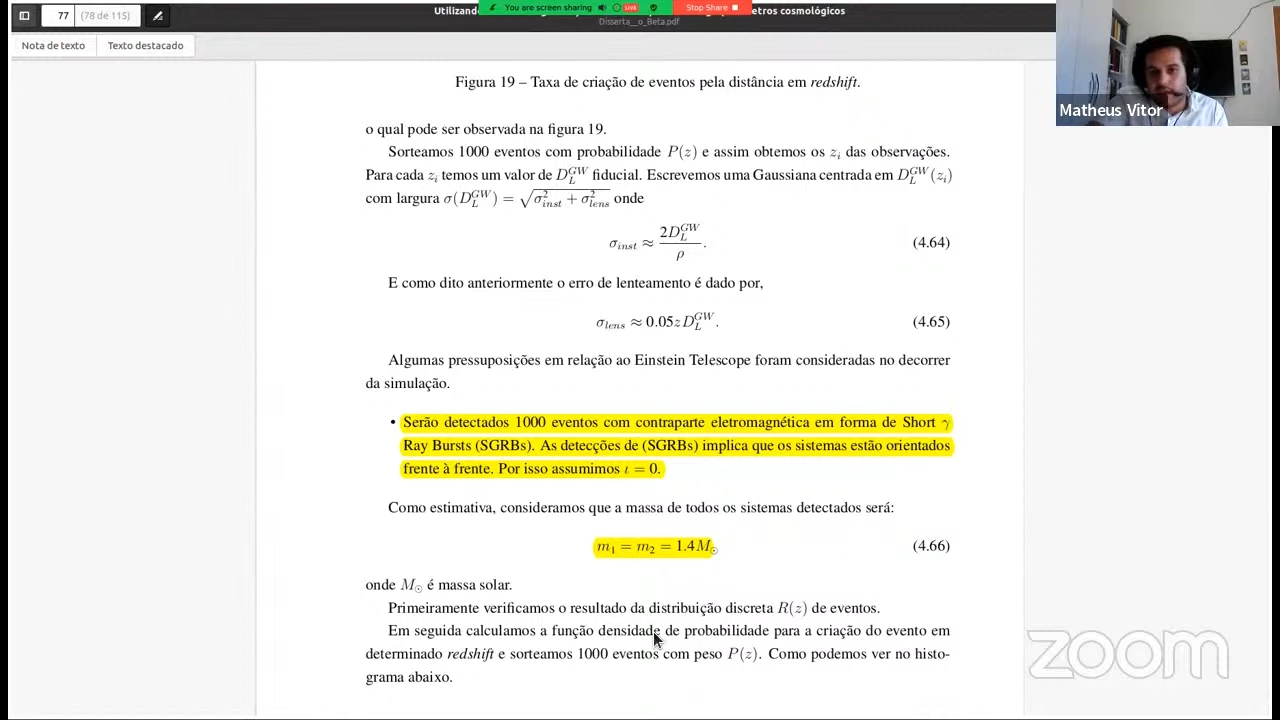 77 (78 de 115)
You are screen sharing LIVE Stop Share
Utilizando etros cosmológicos
Disserta__o_Beta.pdf
Nota de texto Texto destacado
Matheus Vitor
Figura 19 – Taxa de criação de eventos pela distância em redshift.
o qual pode ser observada na figura 19.
Sorteamos 1000 eventos com probabilidade P(z) e assim obtemos os z_i das observações.
Para cada z_i temos um valor de D_L^{GW} fiducial. Escrevemos uma Gaussiana centrada em D_L^{GW}(z_i)
com largura σ(D_L^{GW}) = √(σ_{inst}^2 + σ_{lens}^2) onde
σ_{inst} ≈ 2D_L^{GW}/ρ. (4.64)
E como dito anteriormente o erro de lenteamento é dado por,
σ_{lens} ≈ 0.05zD_L^{GW}. (4.65)
Algumas pressuposições em relação ao Einstein Telescope foram consideradas no decorrer
da simulação.
• Serão detectados 1000 eventos com contraparte eletromagnética em forma de Short γ
Ray Bursts (SGRBs). As detecções de (SGRBs) implica que os sistemas estão orientados
frente à frente. Por isso assumimos ι = 0.
Como estimativa, consideramos que a massa de todos os sistemas detectados será:
m_1 = m_2 = 1.4M_⊙ (4.66)
onde M_⊙ é massa solar.
Primeiramente verificamos o resultado da distribuição discreta R(z) de eventos.
Em seguida calculamos a função densidade de probabilidade para a criação do evento em
determinado redshift e sorteamos 1000 eventos com peso P(z). Como podemos ver no histo-
grama abaixo.
zoom